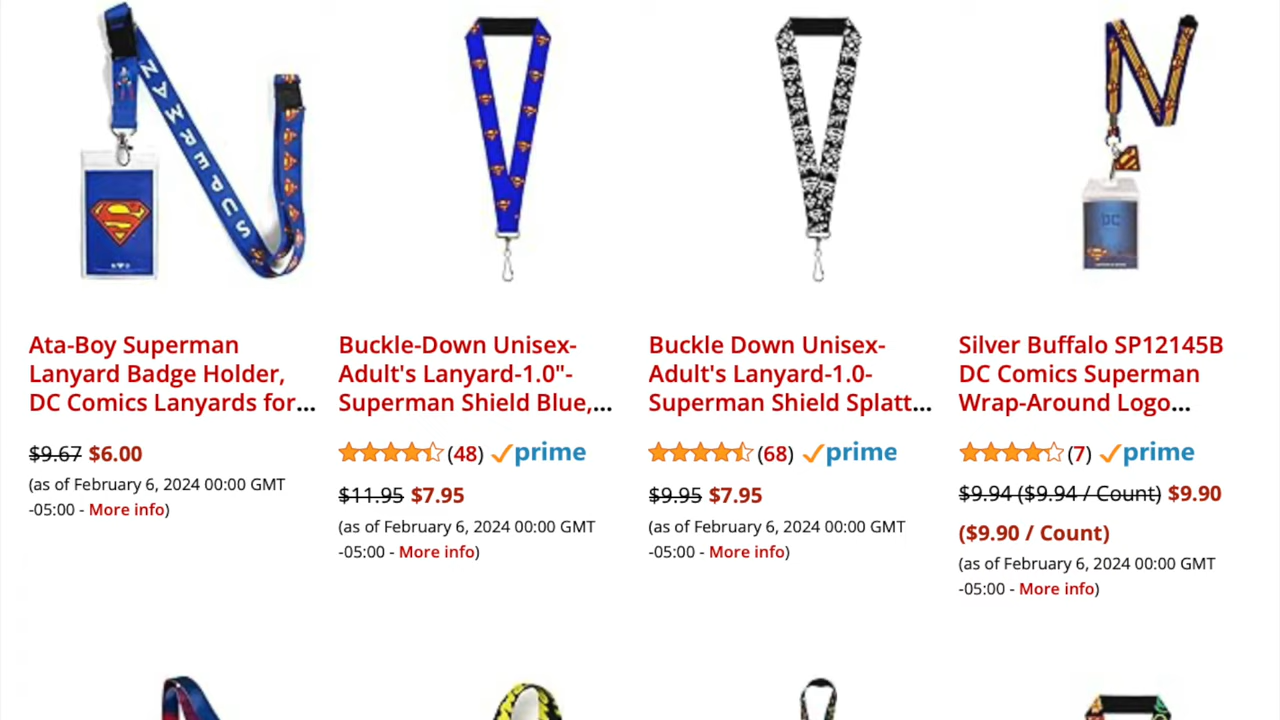 SUPERMAN
DC
Ata-Boy Superman
Lanyard Badge Holder,
DC Comics Lanyards for...
$9.67 $6.00
(as of February 6, 2024 00:00 GMT
-05:00 - More info)
Buckle-Down Unisex-
Adult's Lanyard-1.0"-
Superman Shield Blue,...
(48) prime
$11.95 $7.95
(as of February 6, 2024 00:00 GMT
-05:00 - More info)
Buckle Down Unisex-
Adult's Lanyard-1.0-
Superman Shield Splatt...
(68) prime
$9.95 $7.95
(as of February 6, 2024 00:00 GMT
-05:00 - More info)
Silver Buffalo SP12145B
DC Comics Superman
Wrap-Around Logo...
(7) prime
$9.94 ($9.94 / Count) $9.90
($9.90 / Count)
(as of February 6, 2024 00:00 GMT
-05:00 - More info)